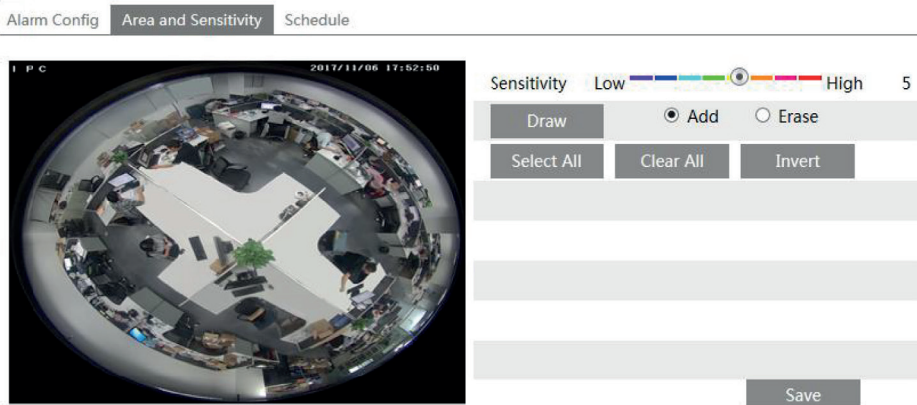 Alarm Config Area and Sensitivity Schedule
I P C 2017/11/06 17:52:50
Sensitivity Low High 5
Draw Add Erase
Select All Clear All Invert
Save